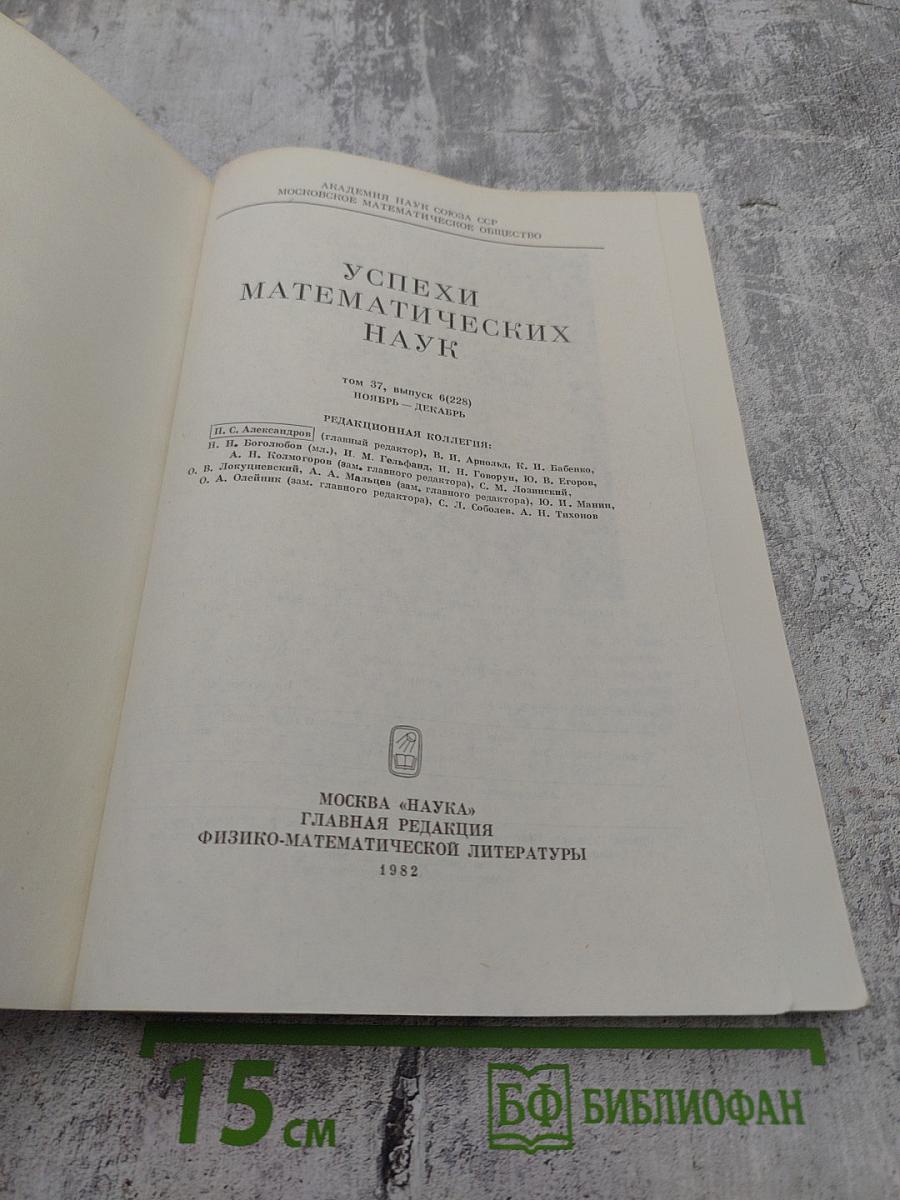 АКАДЕМИЯ НАУК СОЮЗА ССР
МОСКОВСКОЕ МАТЕМАТИЧЕСКОЕ ОБЩЕСТВО
УСПЕХИ
МАТЕМАТИЧЕСКИХ
НАУК
том 37, выпуск 6(228)
НОЯБРЬ — ДЕКАБРЬ
РЕДАКЦИОННАЯ КОЛЛЕГИЯ:
П. С. Александров (главный редактор), В. И. Арнольд, К. И. Бабенко,
Н. Н. Боголюбов (мл.), И. М. Гельфанд, Н. Н. Говорун, Ю. В. Егоров,
А. Н. Колмогоров (зам. главного редактора), С. М. Лозинский,
О. В. Локуциевский, А. А. Мальцев (зам. главного редактора), Ю. И. Манин,
О. А. Олейник (зам. главного редактора), С. Л. Соболев, А. Н. Тихонов
МОСКВА «НАУКА»
ГЛАВНАЯ РЕДАКЦИЯ
ФИЗИКО-МАТЕМАТИЧЕСКОЙ ЛИТЕРАТУРЫ
1982
15 см
БФ БИБЛИОФАН